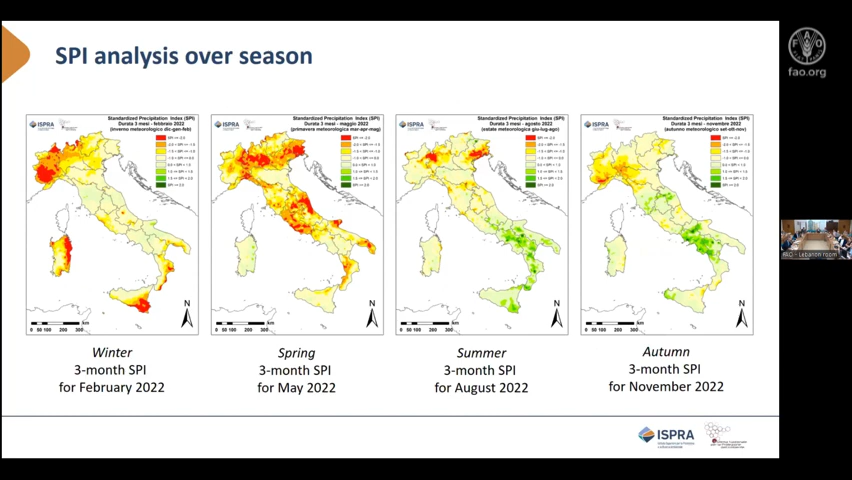 SPI analysis over season
FAO
fao.org
ISPRA
Standardized Precipitation Index (SPI)
Durata 3 mesi - febbraio 2022
(inverno meteorologico dic-gen-feb)
N
0 50 100 200 300 km
ISPRA
Standardized Precipitation Index (SPI)
Durata 3 mesi - maggio 2022
(primavera meteorologica mar-apr-mag)
N
0 50 100 200 300 km
ISPRA
Standardized Precipitation Index (SPI)
Durata 3 mesi - agosto 2022
(estate meteorologica giu-lug-ago)
N
0 50 100 200 300 km
ISPRA
Standardized Precipitation Index (SPI)
Durata 3 mesi - novembre 2022
(autunno meteorologico set-ott-nov)
N
0 50 100 200 300 km
FAO - Lebanon room
Winter
3-month SPI
for February 2022
Spring
3-month SPI
for May 2022
Summer
3-month SPI
for August 2022
Autumn
3-month SPI
for November 2022
ISPRA